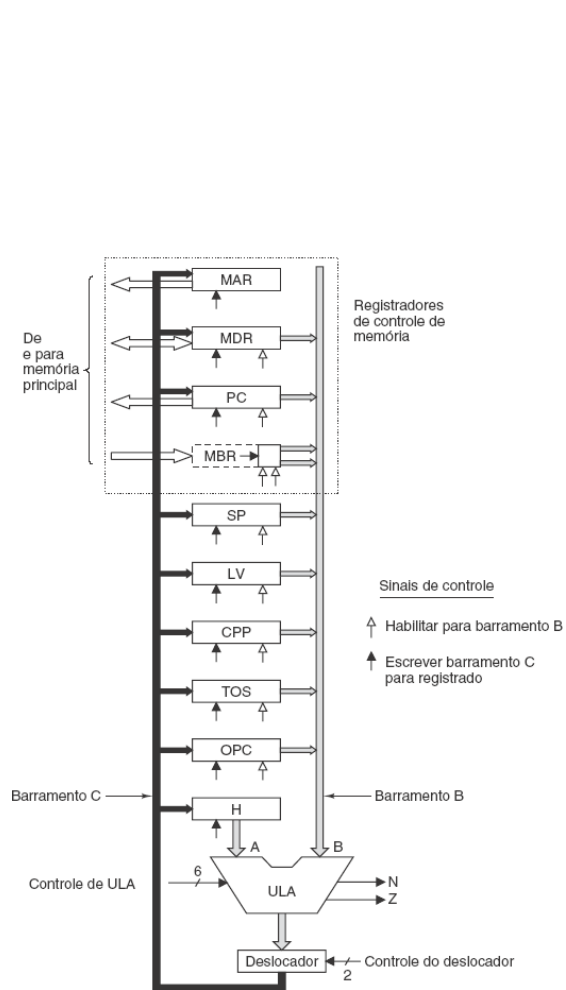 MAR
MDR
PC
MBR
SP
LV
CPP
TOS
OPC
H
De
e para
memória
principal
Registradores
de controle de
memória
Sinais de controle
Habilitar para barramento B
Escrever barramento C
para registrado
Barramento C
Barramento B
A
B
6
Controle de ULA
ULA
N
Z
Deslocador
2
Controle do deslocador